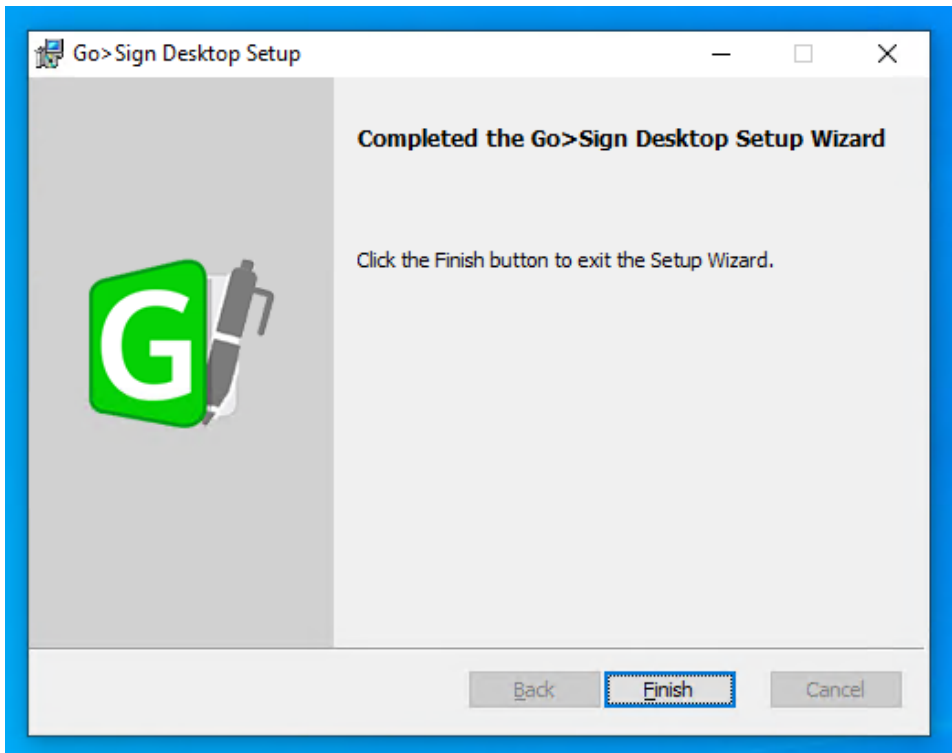 Go>Sign Desktop Setup
Completed the Go>Sign Desktop Setup Wizard
Click the Finish button to exit the Setup Wizard.
G
Back Finish Cancel